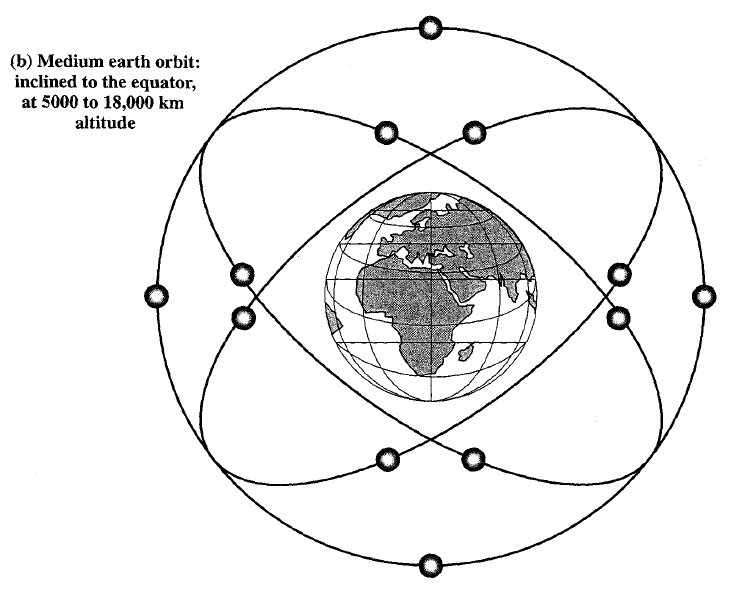 (b) Medium earth orbit:
inclined to the equator,
at 5000 to 18,000 km
altitude